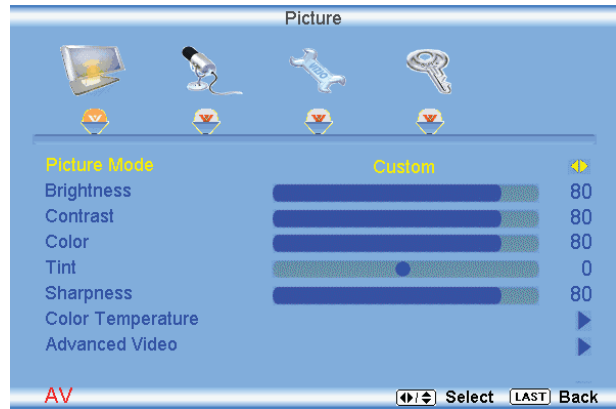 Picture
VIZIO
Picture Mode Custom
Brightness 80
Contrast 80
Color 80
Tint 0
Sharpness 80
Color Temperature
Advanced Video
AV Select LAST Back